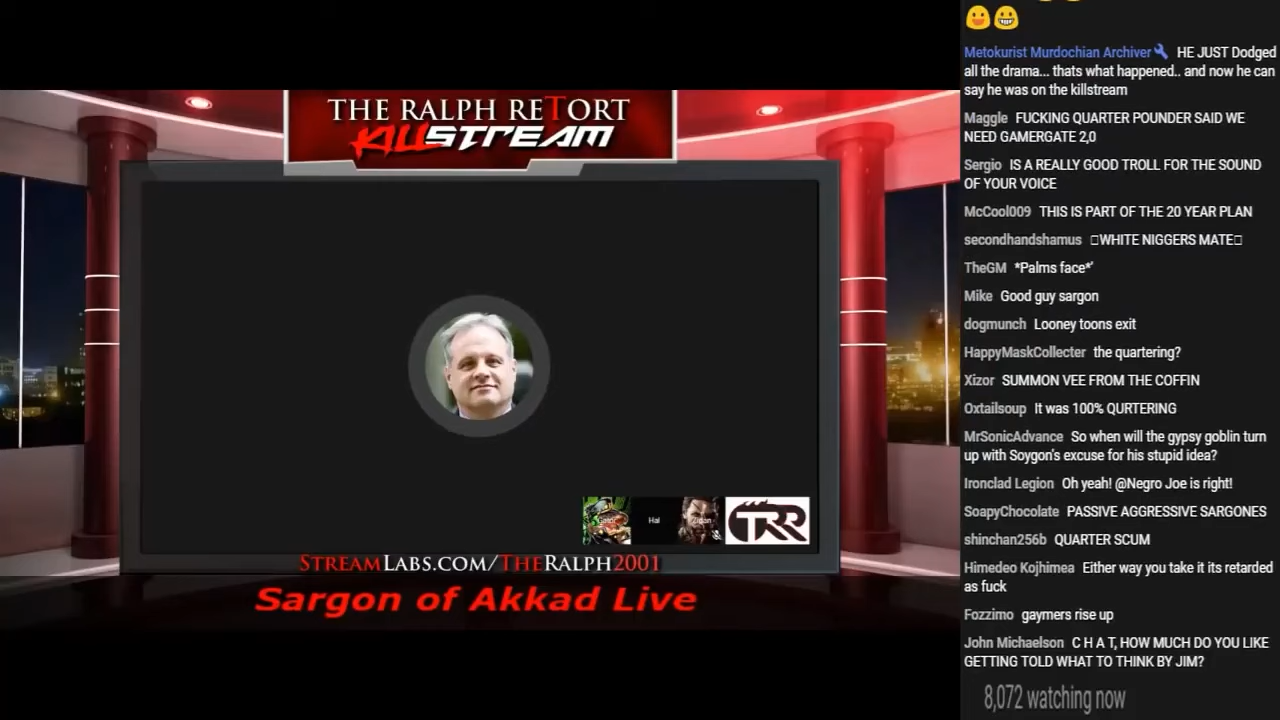 THE RALPH RETORT
KILLSTREAM
Hal
TRR
STREAMLABS.COM/THERALPH2001
Sargon of Akkad Live
Metokurist Murdochian Archiver HE JUST Dodged
all the drama... thats what happened.. and now he can
say he was on the killstream
Maggle FUCKING QUARTER POUNDER SAID WE
NEED GAMERGATE 2,0
Sergio IS A REALLY GOOD TROLL FOR THE SOUND
OF YOUR VOICE
McCool009 THIS IS PART OF THE 20 YEAR PLAN
secondhandshamus □WHITE NIGGERS MATE□
TheGM *Palms face*'
Mike Good guy sargon
dogmunch Looney toons exit
HappyMaskCollecter the quartering?
Xizor SUMMON VEE FROM THE COFFIN
Oxtailsoup It was 100% QURTERING
MrSonicAdvance So when will the gypsy goblin turn
up with Soygon's excuse for his stupid idea?
Ironclad Legion Oh yeah! @Negro Joe is right!
SoapyChocolate PASSIVE AGGRESSIVE SARGONES
shinchan256b QUARTER SCUM
Himedeo Kojhimea Either way you take it its retarded
as fuck
Fozzimo gaymers rise up
John Michaelson C H A T, HOW MUCH DO YOU LIKE
GETTING TOLD WHAT TO THINK BY JIM?
8,072 watching now